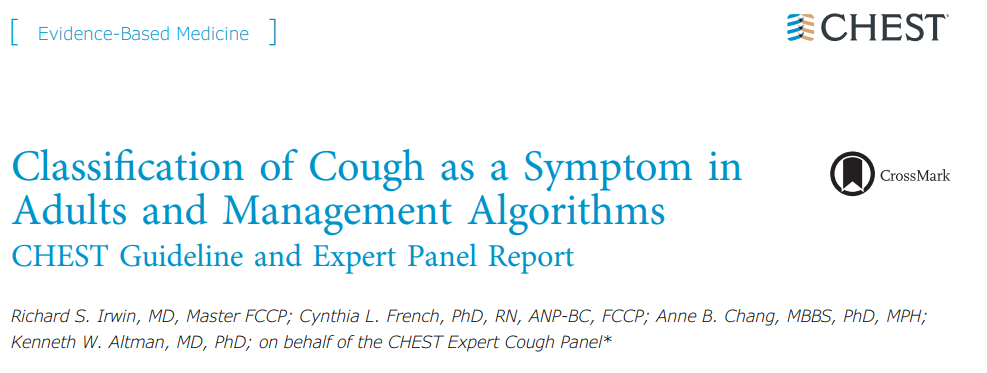 [ Evidence-Based Medicine ]
CHEST
Classification of Cough as a Symptom in
Adults and Management Algorithms
CrossMark
CHEST Guideline and Expert Panel Report
Richard S. Irwin, MD, Master FCCP; Cynthia L. French, PhD, RN, ANP-BC, FCCP; Anne B. Chang, MBBS, PhD, MPH;
Kenneth W. Altman, MD, PhD; on behalf of the CHEST Expert Cough Panel*